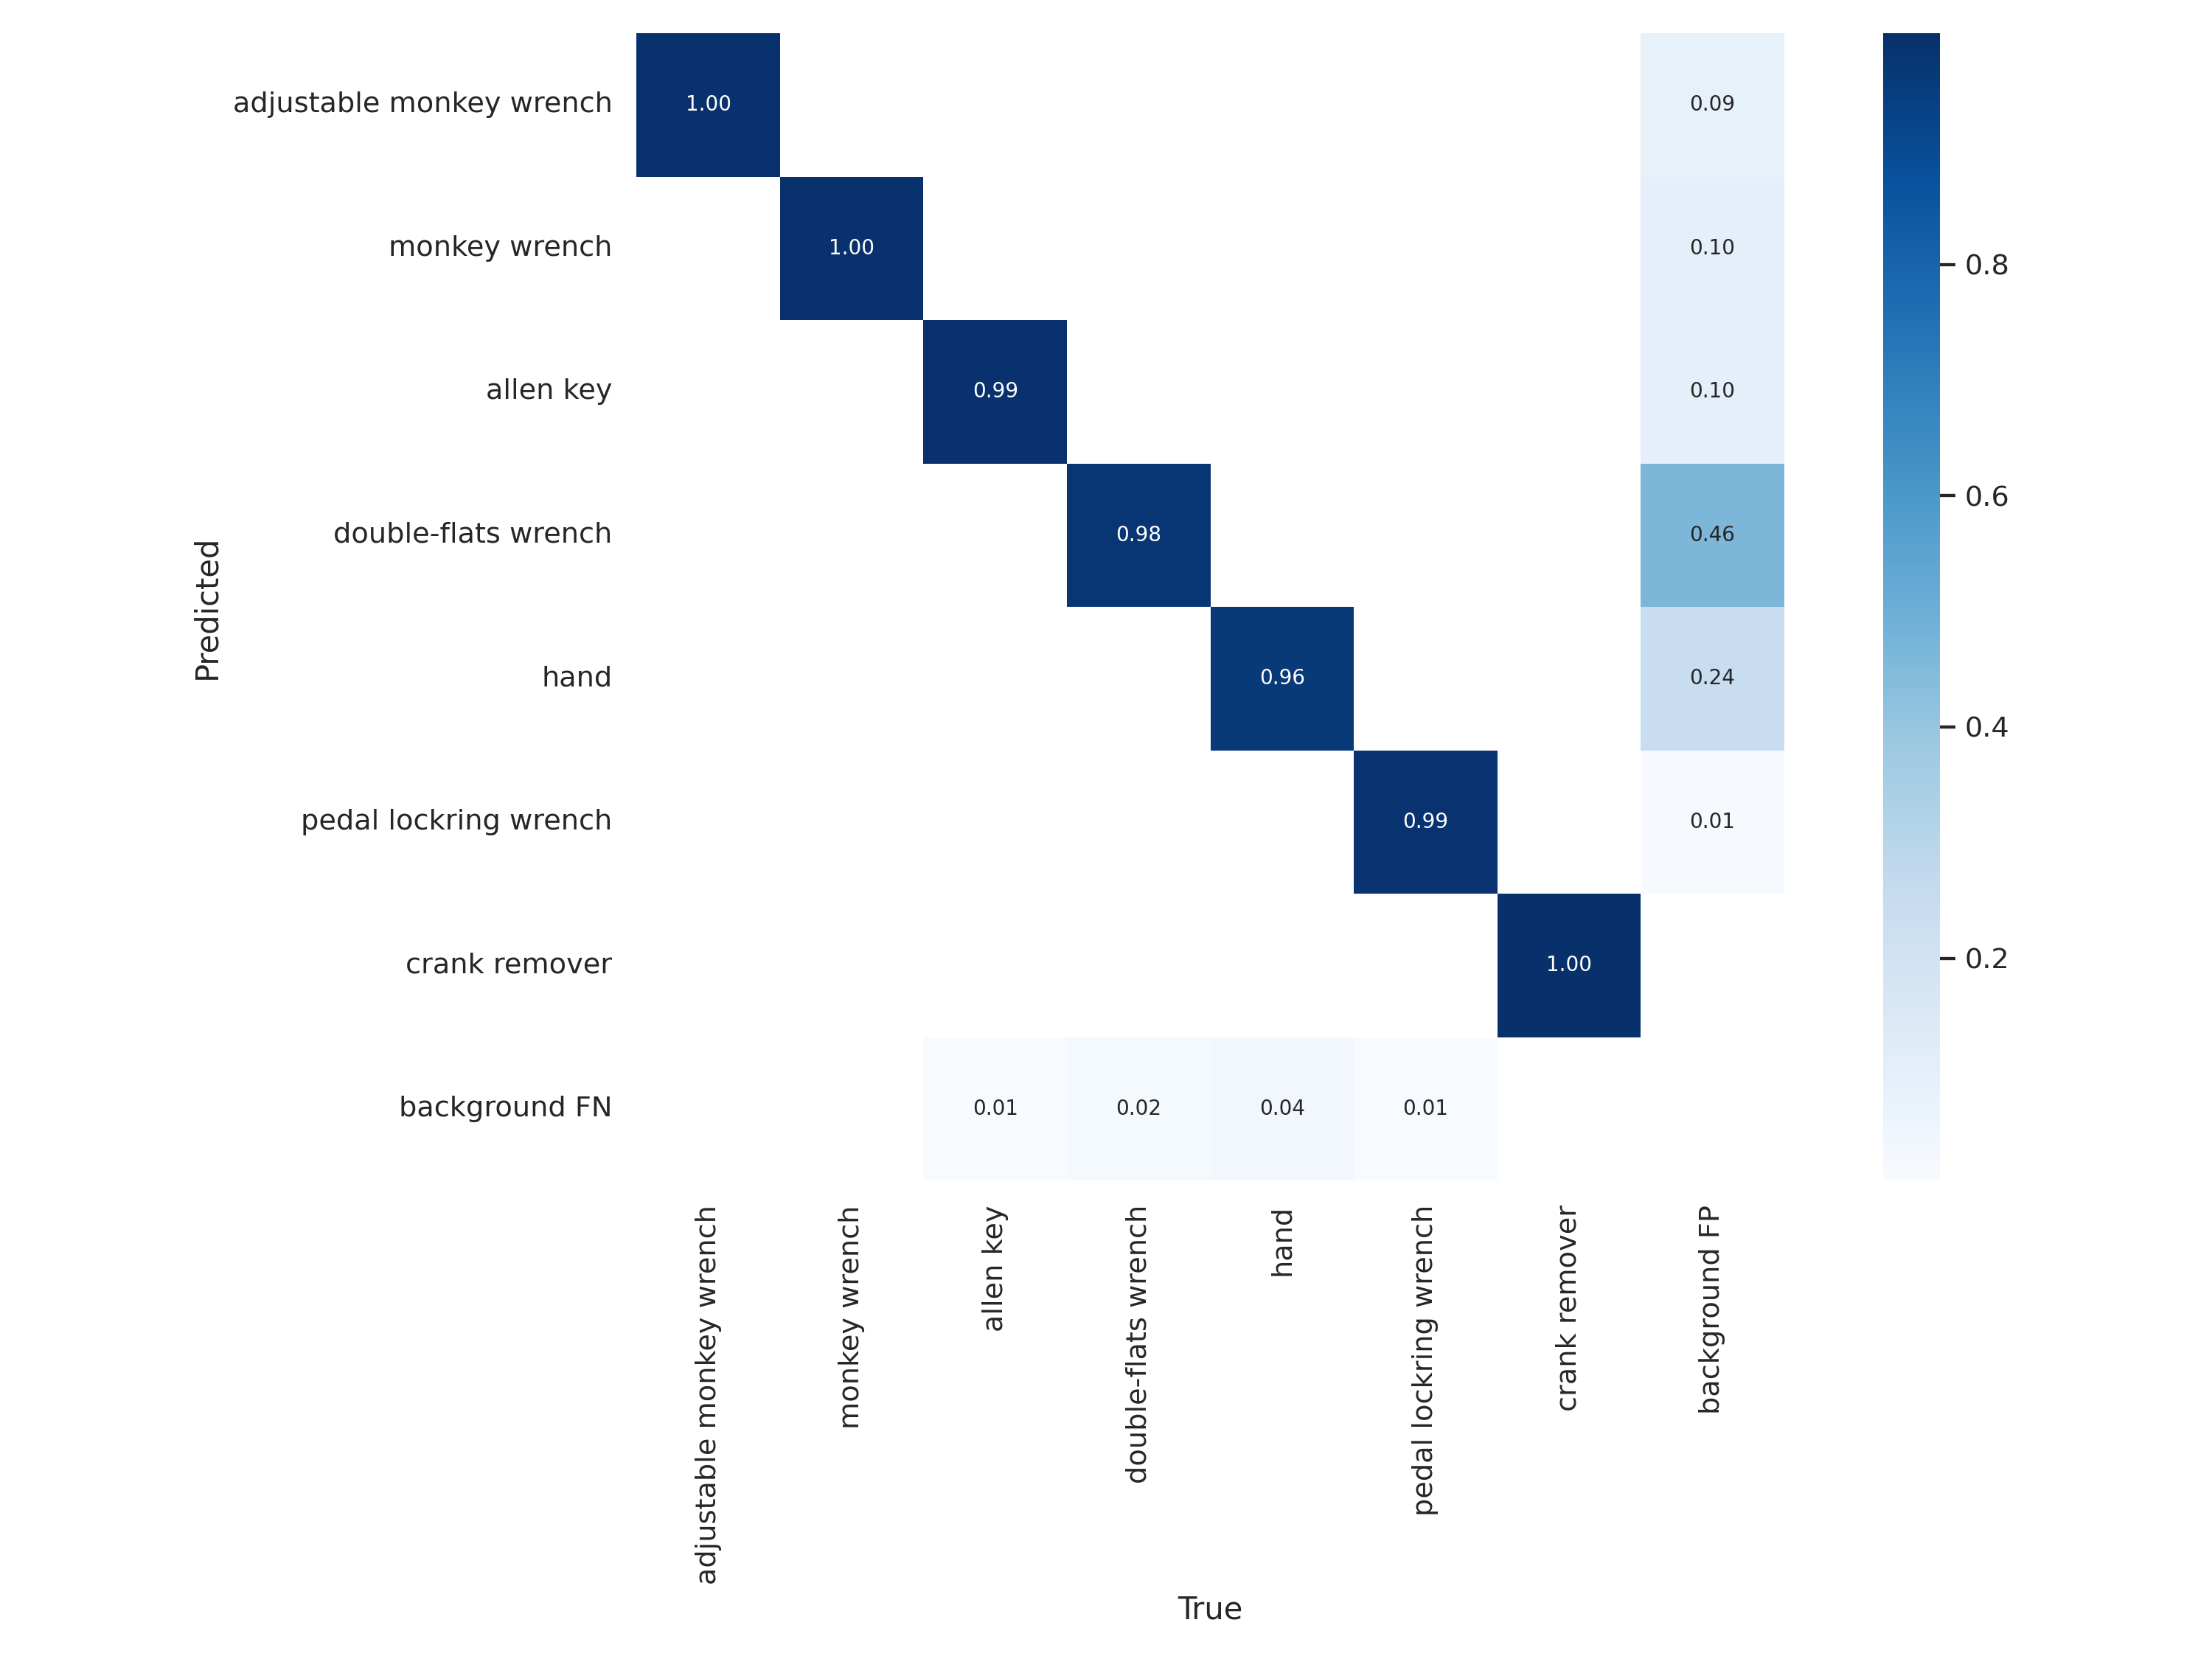 adjustable monkey wrench 1.00 0.09
monkey wrench 1.00 0.10
0.8
allen key 0.99 0.10
0.6
double-flats wrench 0.98 0.46
Predicted
hand 0.96 0.24
0.4
pedal lockring wrench 0.99 0.01
crank remover 1.00
0.2
background FN 0.01 0.02 0.04 0.01
adjustable monkey wrench
monkey wrench
allen key
double-flats wrench
hand
pedal lockring wrench
crank remover
background FP
True